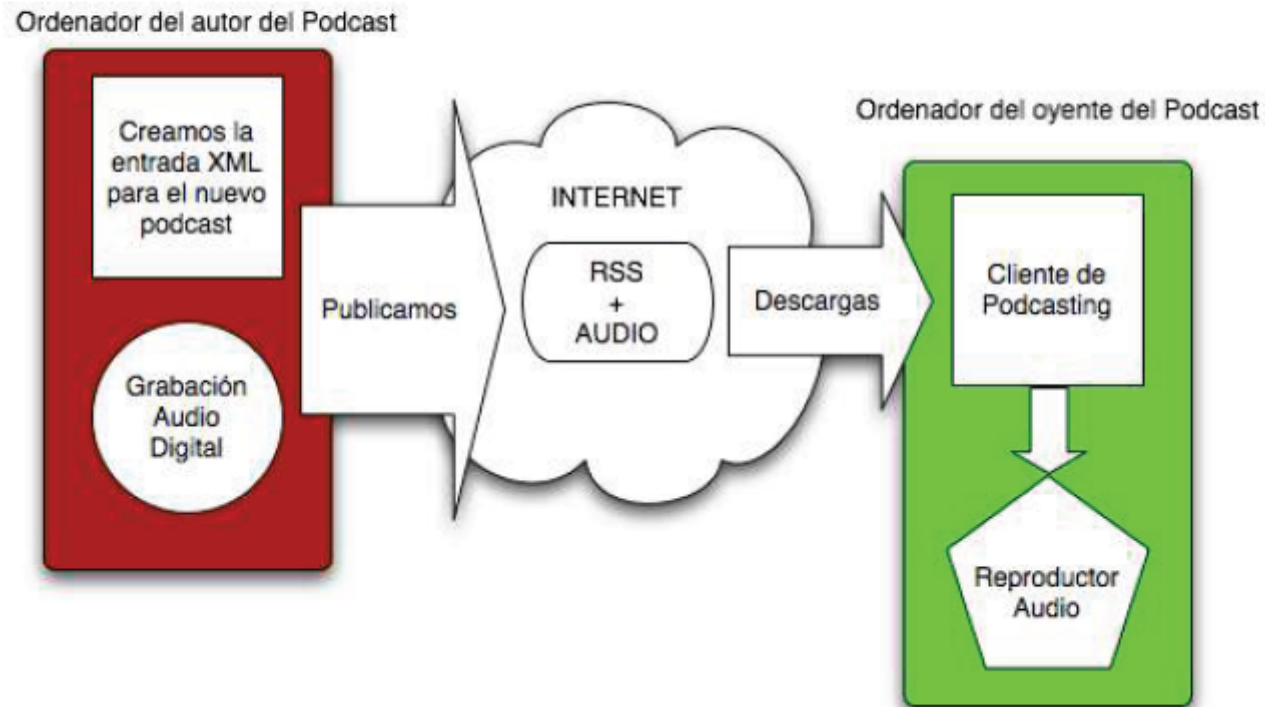 Ordenador del autor del Podcast
Creamos la
entrada XML
para el nuevo
podcast
Grabación
Audio
Digital
Publicamos
INTERNET
RSS
+
AUDIO
Descargas
Ordenador del oyente del Podcast
Cliente de
Podcasting
Reproductor
Audio